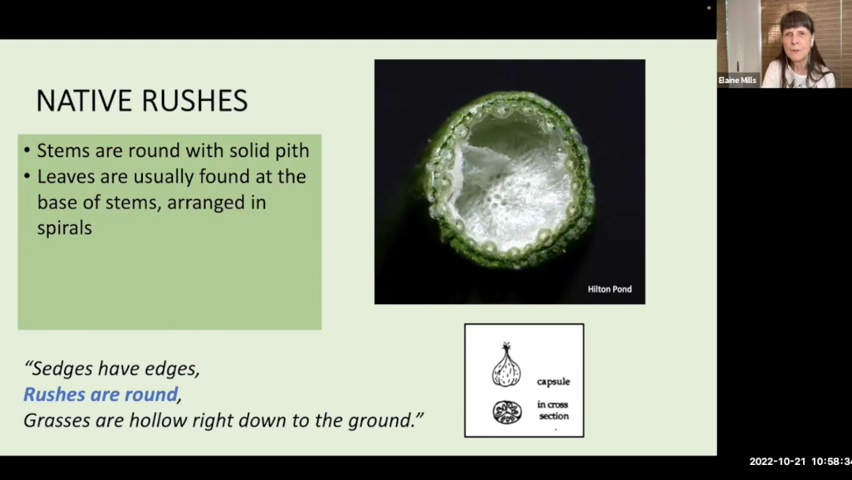 NATIVE RUSHES
• Stems are round with solid pith
• Leaves are usually found at the
base of stems, arranged in
spirals
"Sedges have edges,
Rushes are round,
Grasses are hollow right down to the ground."
Hilton Pond
capsule
in cross
section
Elaine Mills
2022-10-21 10:58:34